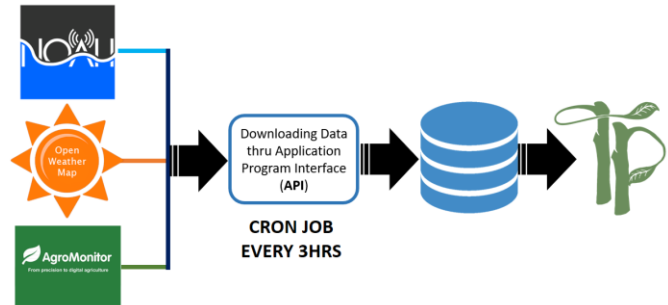 NOAH
Open
Weather
Map
AgroMonitor
From precision to digital agriculture
Downloading Data
thru Application
Program Interface
(API)
CRON JOB
EVERY 3HRS